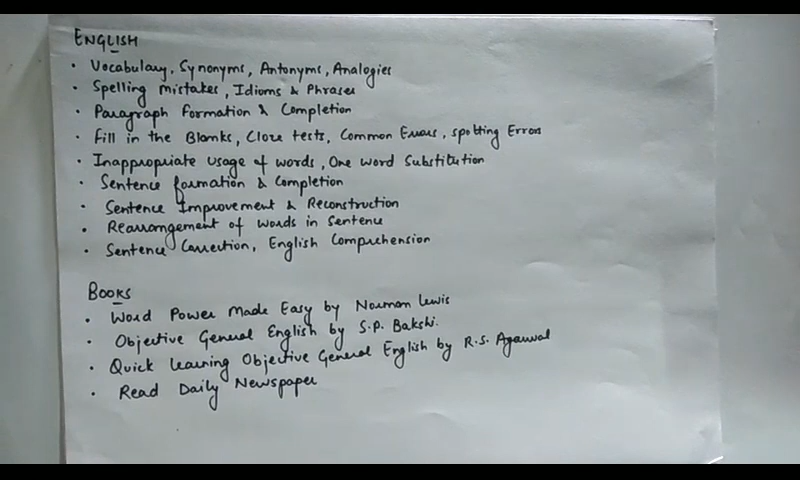 ENGLISH
• Vocabulary, Synonyms, Antonyms, Analogies
• Spelling mistakes, Idioms & Phrases
• Paragraph Formation & Completion
• Fill in the Blanks, Cloze tests, Common Errors, Spotting Errors
• Inappropriate Usage of words, One word Substitution
• Sentence formation & Completion
• Sentence Improvement & Reconstruction
• Rearrangement of words in Sentence
• Sentence Correction, English Comprehension
BOOKS
• Word Power Made Easy by Norman Lewis
• Objective General English by S.P. Bakshi.
• Quick Learning Objective General English by R.S. Agarwal
• Read Daily Newspaper